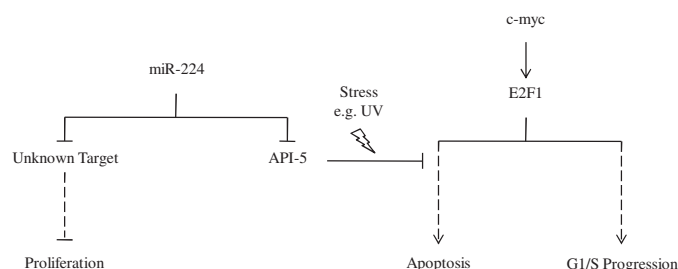 c-myc
miR-224
Stress
e.g. UV
E2F1
Unknown Target
API-5
Proliferation
Apoptosis
G1/S Progression